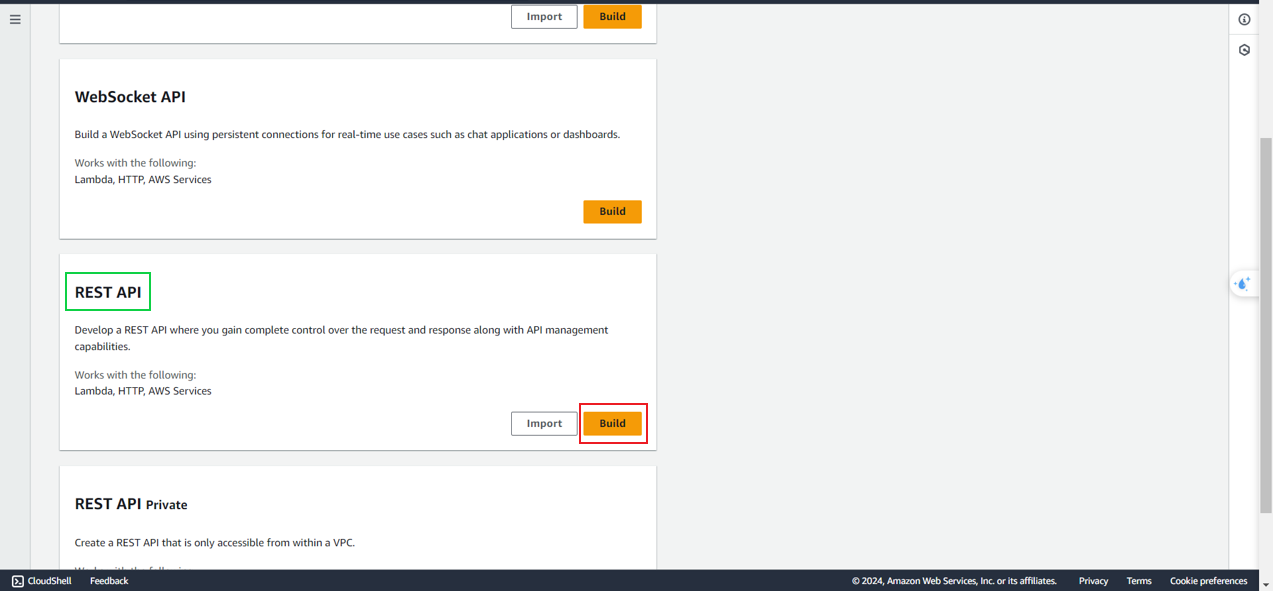 Import Build
WebSocket API
Build a WebSocket API using persistent connections for real-time use cases such as chat applications or dashboards.
Works with the following:
Lambda, HTTP, AWS Services
Build
REST API
Develop a REST API where you gain complete control over the request and response along with API management
capabilities.
Works with the following:
Lambda, HTTP, AWS Services
Import Build
REST API Private
Create a REST API that is only accessible from within a VPC.
Works with the following:
CloudShell Feedback © 2024, Amazon Web Services, Inc. or its affiliates. Privacy Terms Cookie preferences